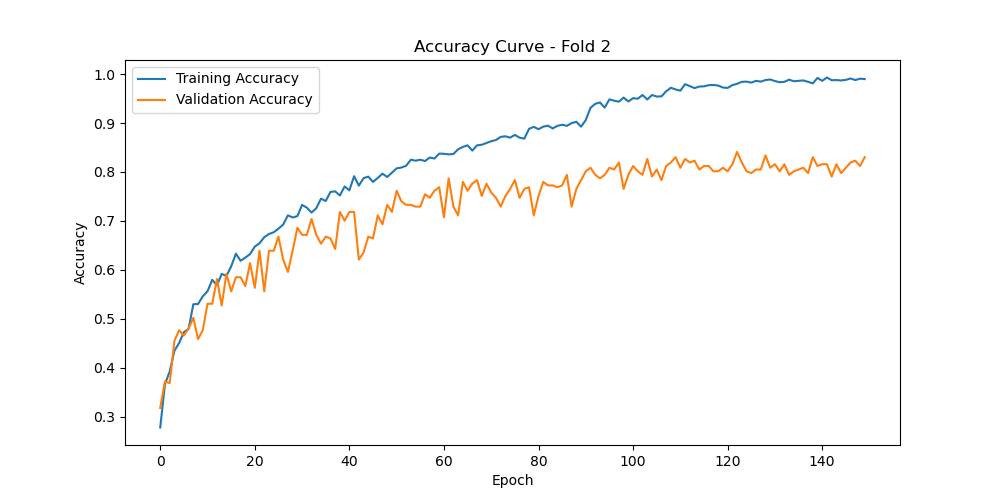 Accuracy Curve - Fold 2
Training Accuracy
Validation Accuracy
1.0
0.9
0.8
0.7
0.6
0.5
0.4
0.3
Accuracy
0 20 40 60 80 100 120 140
Epoch